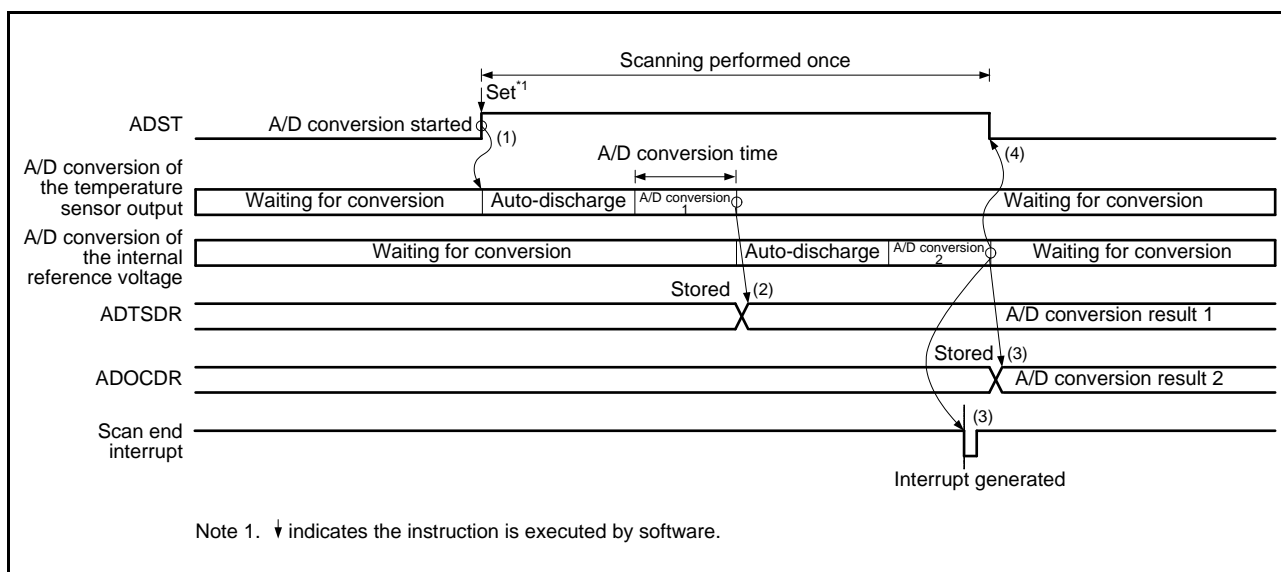 Scanning performed once
Set*1
ADST
A/D conversion started
(1)
(4)
A/D conversion time
A/D conversion of
the temperature
sensor output
Waiting for conversion
Auto-discharge
A/D conversion
1
Waiting for conversion
A/D conversion of
the internal
reference voltage
Waiting for conversion
Auto-discharge
A/D conversion
2
Waiting for conversion
Stored
(2)
ADTSDR
A/D conversion result 1
Stored
(3)
ADOCDR
A/D conversion result 2
Scan end
interrupt
(3)
Interrupt generated
Note 1. ↓ indicates the instruction is executed by software.